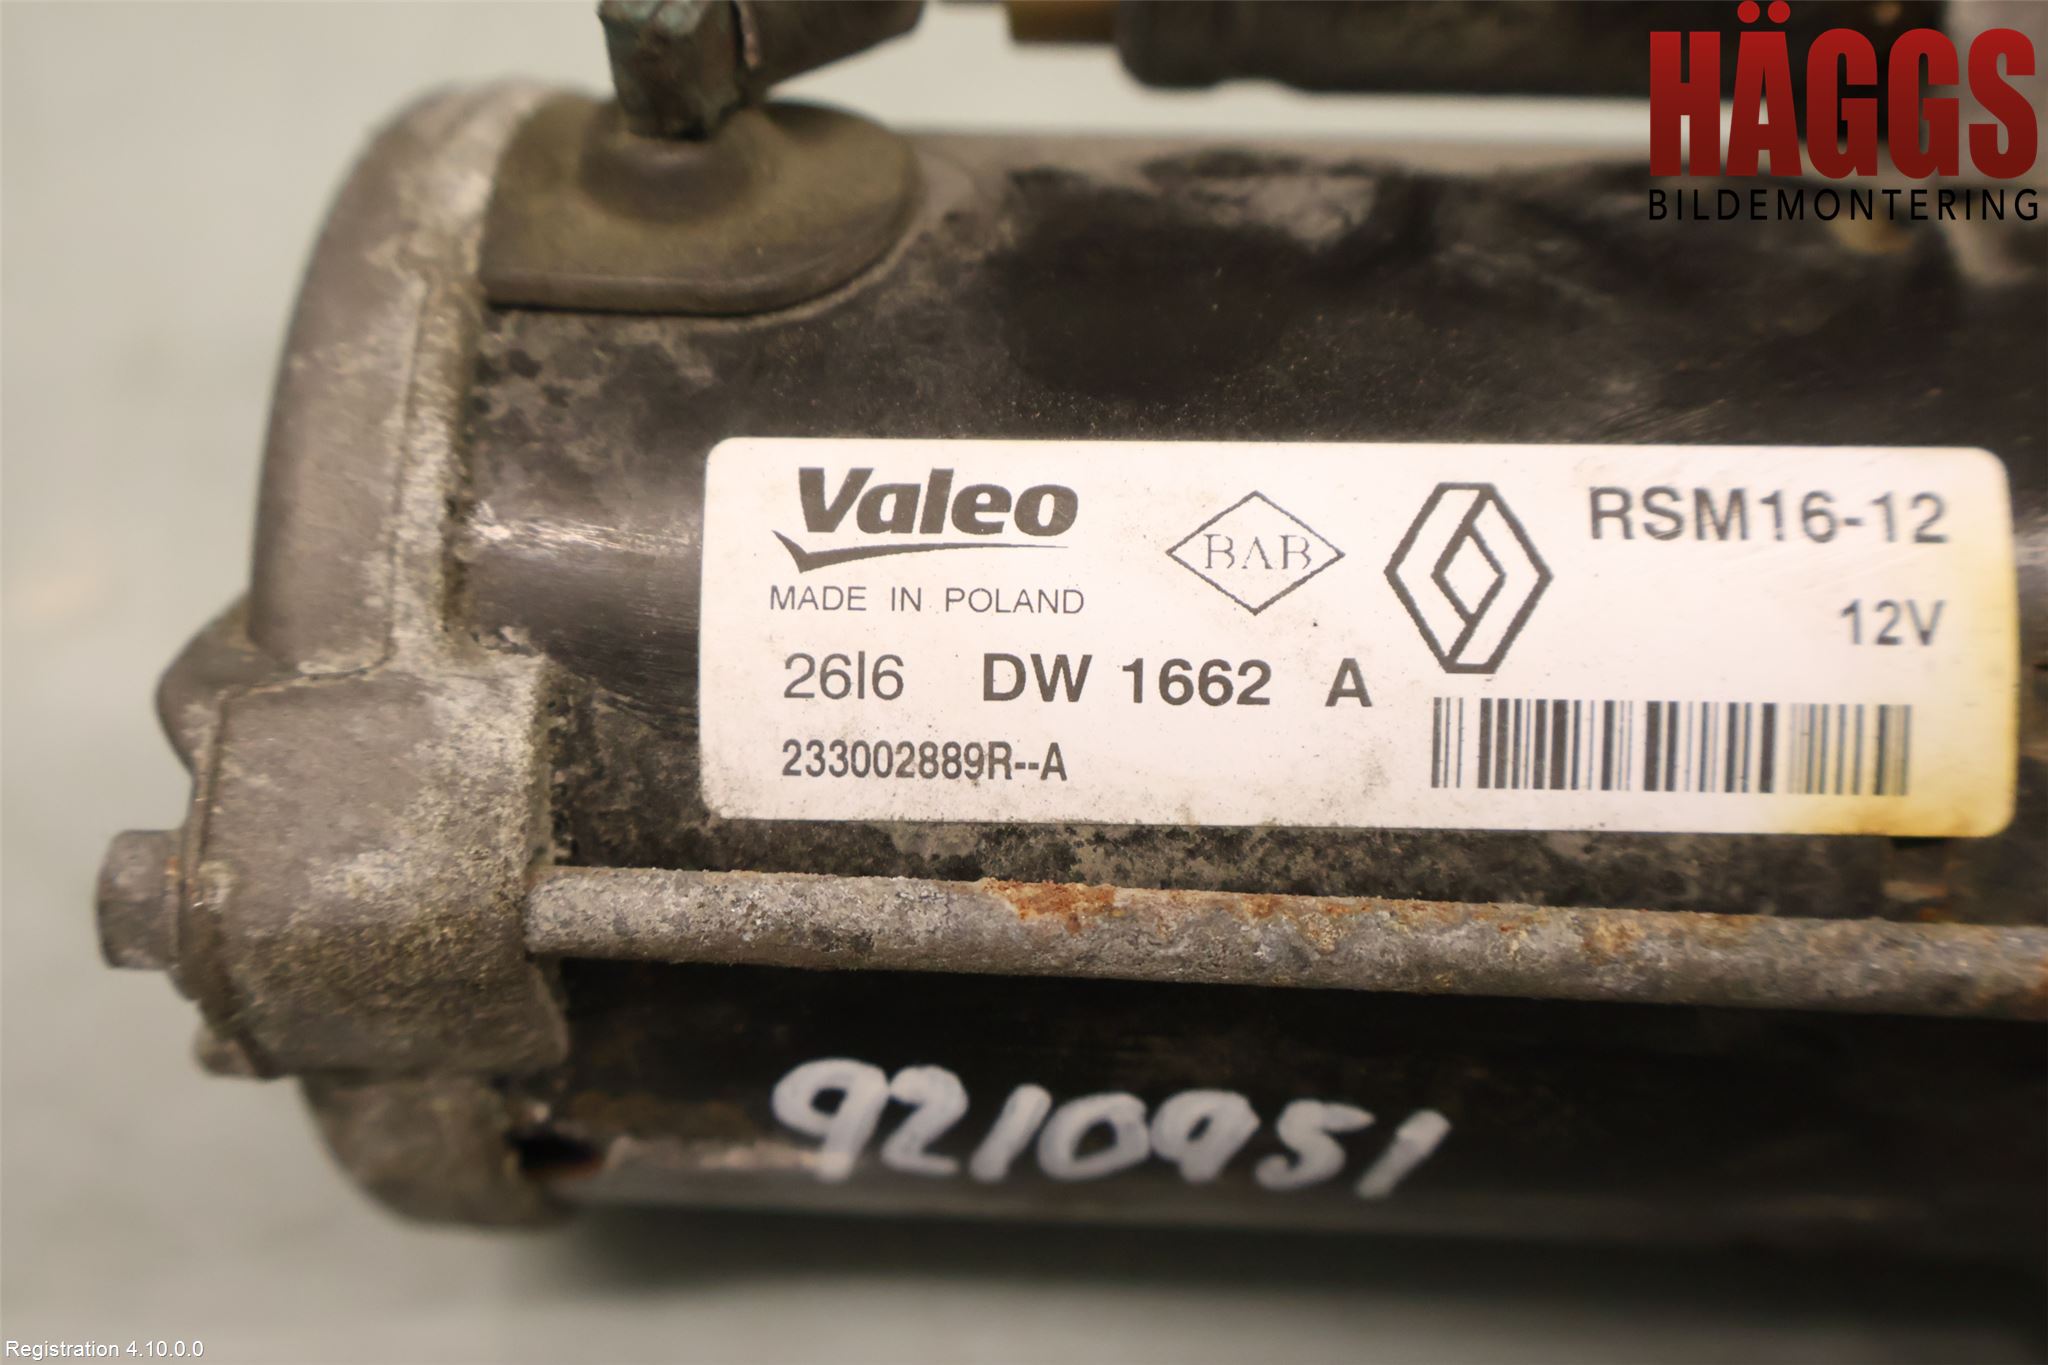 HÄGGS
BILDEMONTERING
Valeo
MADE IN POLAND
BAB
RSM16-12
12V
26I6 DW 1662 A
233002889R--A
9210951
Registration 4.10.0.0